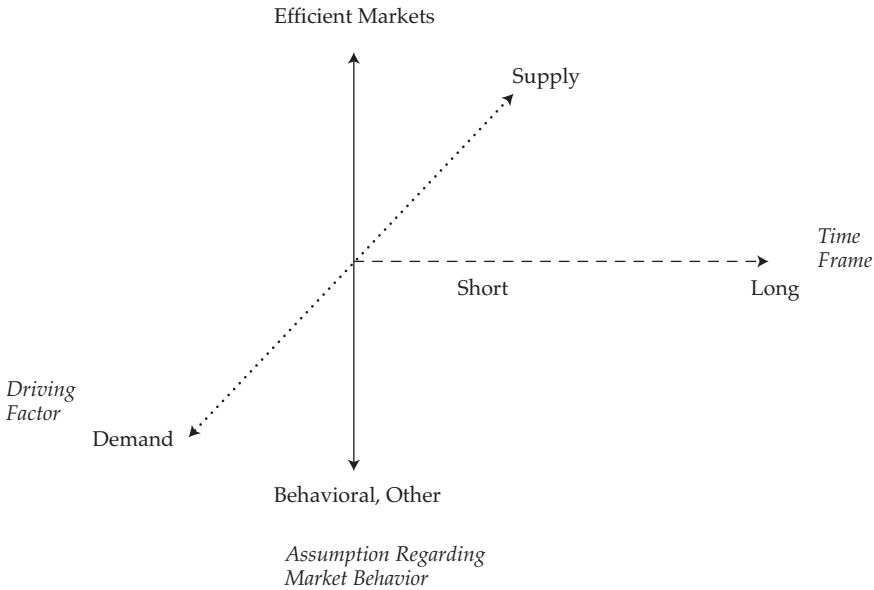 Efficient Markets
Supply
Time
Frame
Short
Long
Driving
Factor
Demand
Behavioral, Other
Assumption Regarding
Market Behavior